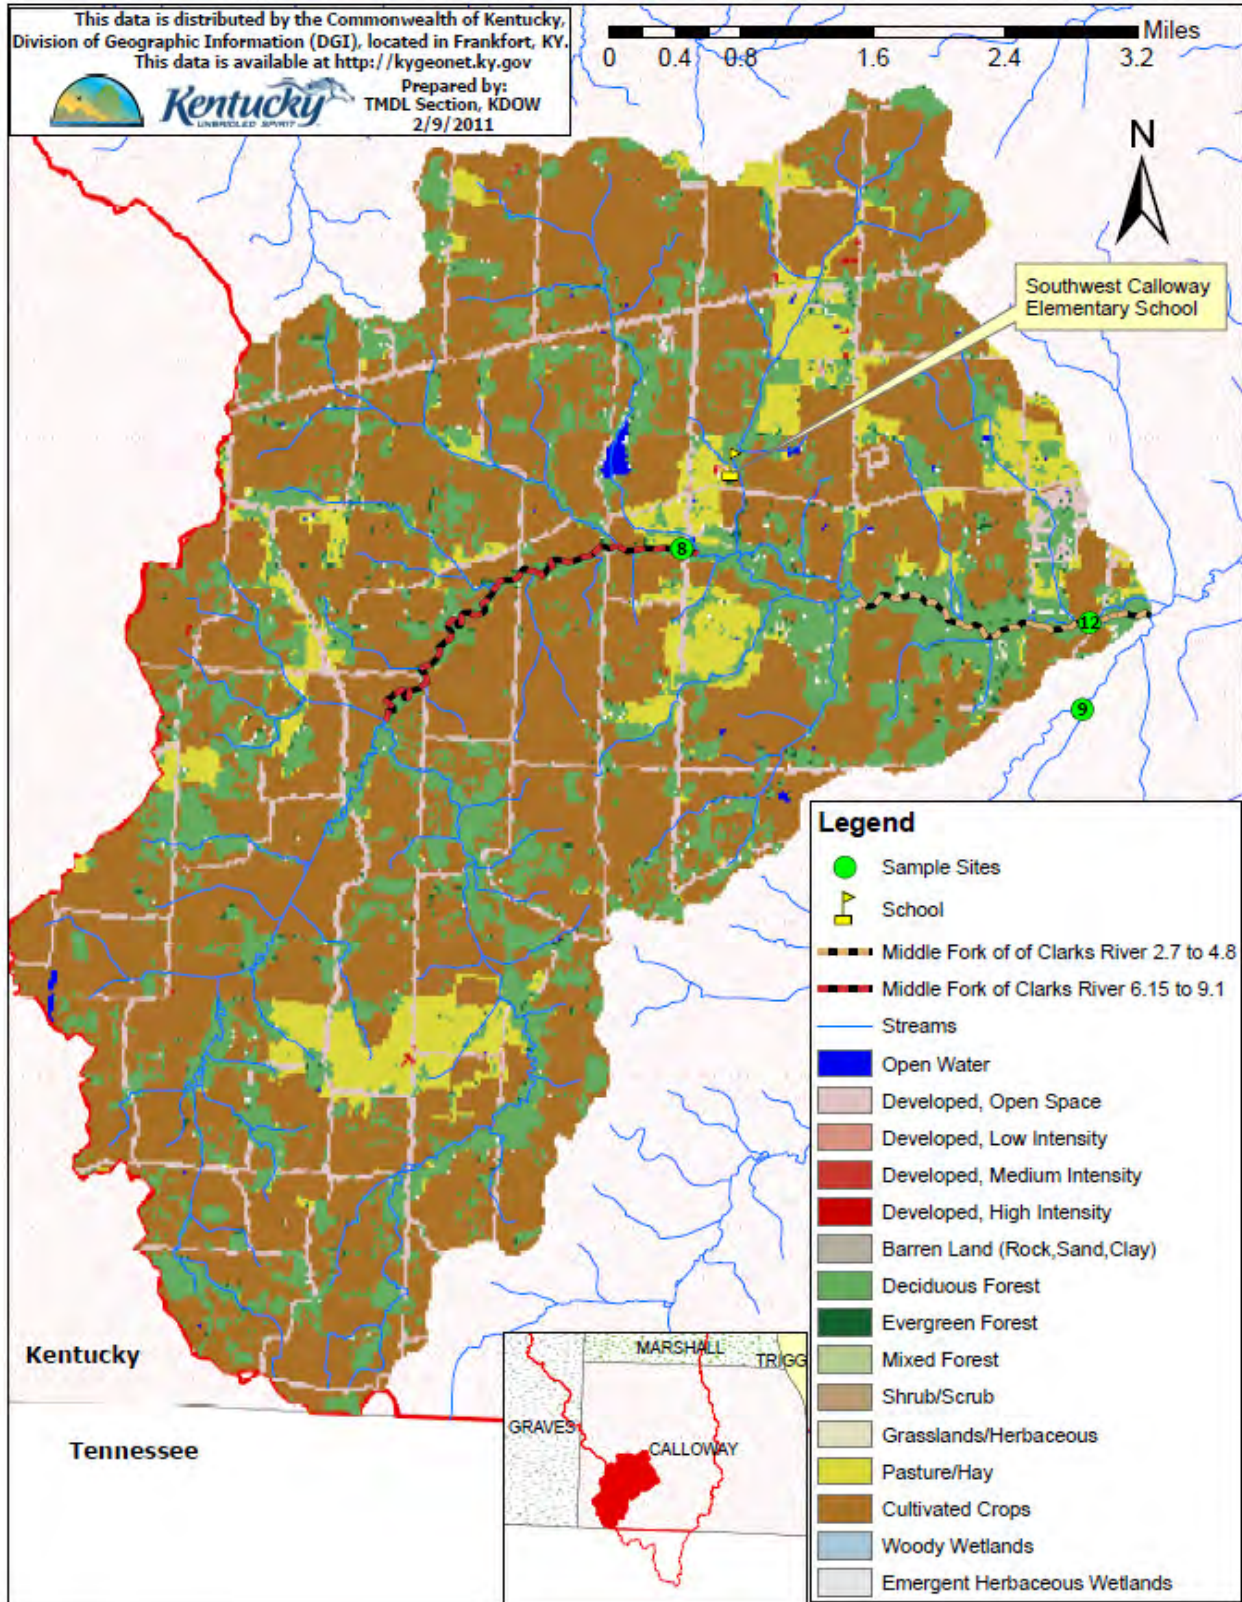 This data is distributed by the Commonwealth of Kentucky,
Division of Geographic Information (DGI), located in Frankfort, KY.
This data is available at http://kygeonet.ky.gov
Kentucky
UNBRIDLED SPIRIT
Prepared by:
TMDL Section, KDOW
2/9/2011
Miles
0 0.4 0.8 1.6 2.4 3.2
N
Southwest Calloway
Elementary School
8
12
9
Legend
Sample Sites
School
Middle Fork of of Clarks River 2.7 to 4.8
Middle Fork of Clarks River 6.15 to 9.1
Streams
Open Water
Developed, Open Space
Developed, Low Intensity
Developed, Medium Intensity
Developed, High Intensity
Barren Land (Rock,Sand,Clay)
Deciduous Forest
Evergreen Forest
Mixed Forest
Shrub/Scrub
Grasslands/Herbaceous
Pasture/Hay
Cultivated Crops
Woody Wetlands
Emergent Herbaceous Wetlands
Kentucky
Tennessee
MARSHALL
TRIGG
GRAVES
CALLOWAY